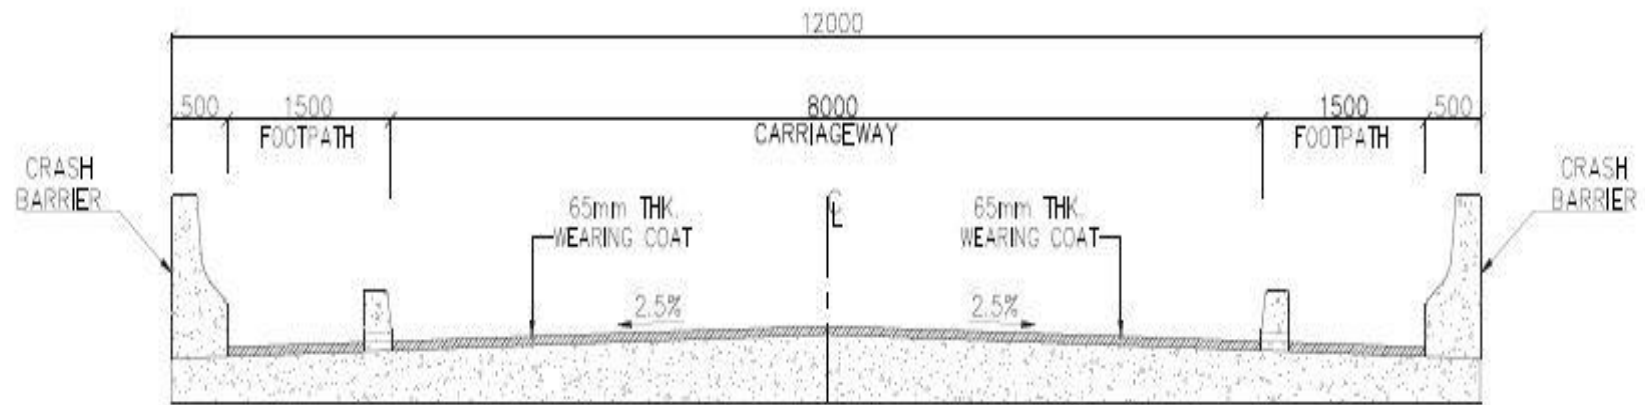 12000
500 1500 8000 1500 500
FOOTPATH CARRIAGEWAY FOOTPATH
CRASH
BARRIER
CRASH
BARRIER
65mm THK.
WEARING COAT
℄
65mm THK.
WEARING COAT
2.5% 2.5%